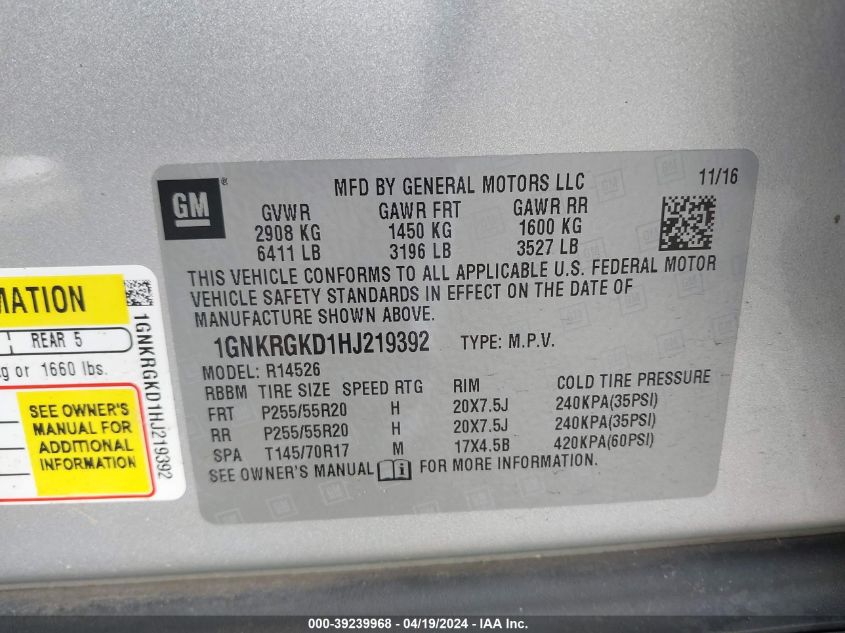 GM®
MFD BY GENERAL MOTORS LLC 11/16
GVWR GAWR FRT GAWR RR
2908 KG 1450 KG 1600 KG
6411 LB 3196 LB 3527 LB
THIS VEHICLE CONFORMS TO ALL APPLICABLE U.S. FEDERAL MOTOR
VEHICLE SAFETY STANDARDS IN EFFECT ON THE DATE OF
MANUFACTURE SHOWN ABOVE.
1GNKRGKD1HJ219392 TYPE: M.P.V.
MODEL: R14526
RBBM TIRE SIZE SPEED RTG RIM COLD TIRE PRESSURE
FRT P255/55R20 H 20X7.5J 240KPA(35PSI)
RR P255/55R20 H 20X7.5J 240KPA(35PSI)
SPA T145/70R17 M 17X4.5B 420KPA(60PSI)
SEE OWNER'S MANUAL FOR MORE INFORMATION.
MATION
REAR 5
g or 1660 lbs.
SEE OWNER'S
MANUAL FOR
ADDITIONAL
INFORMATION
1GNKRGKD1HJ219392
000-39239968 - 04/19/2024 - IAA, Inc.